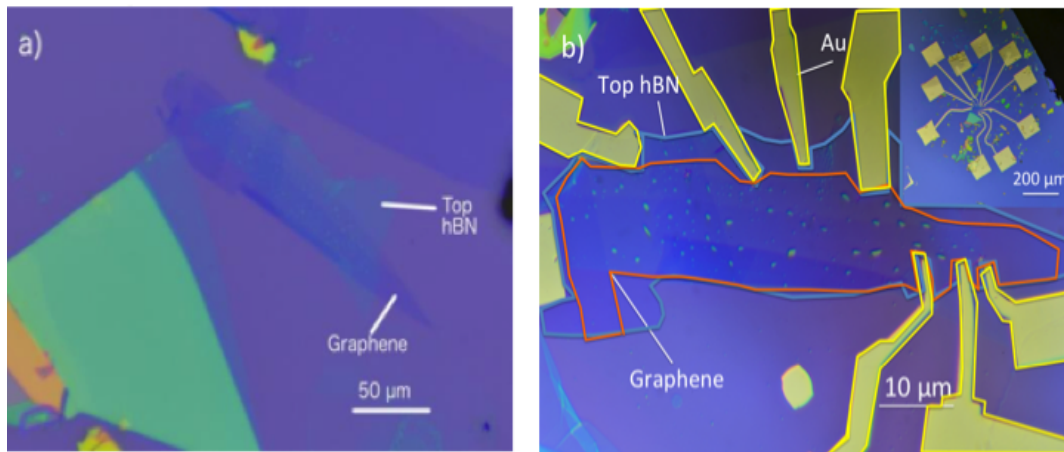 a)
Top
hBN
Graphene
50 μm
b)
Au
Top hBN
200 μm
Graphene
10 μm